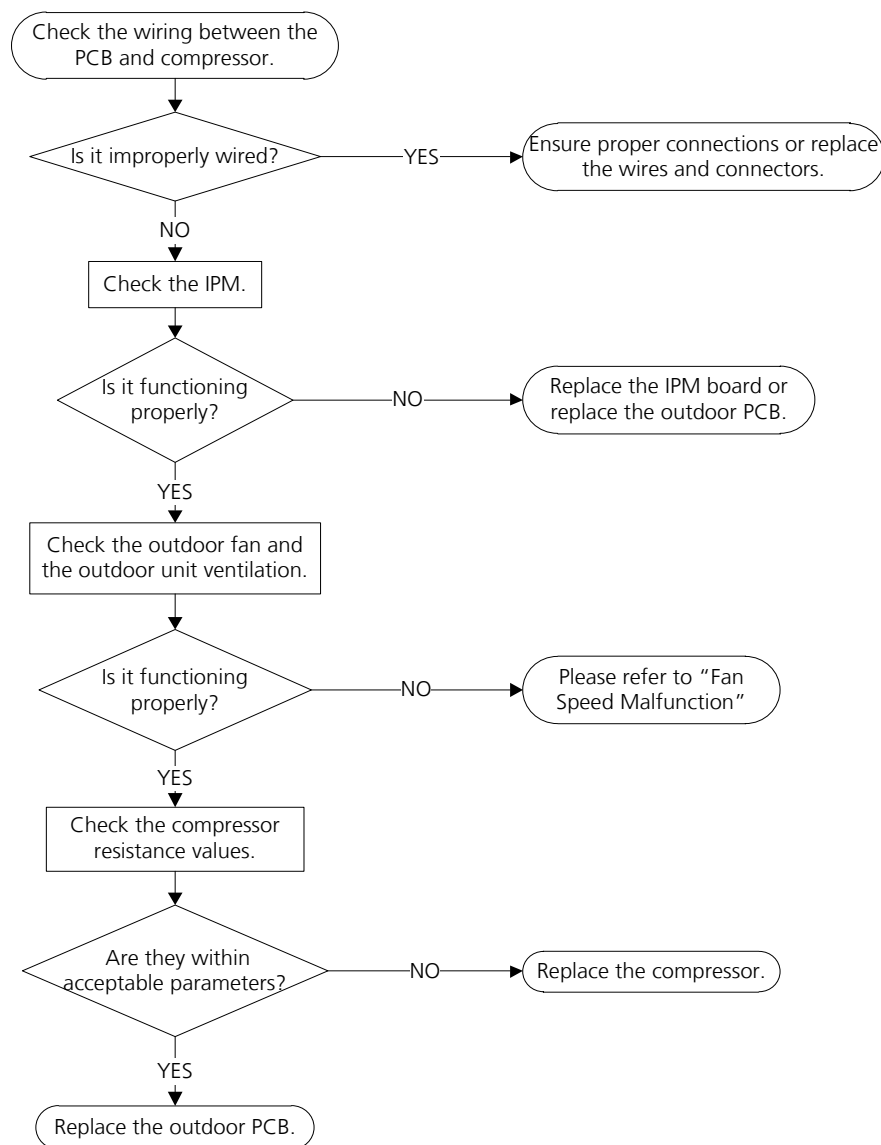 Check the wiring between the
PCB and compressor.
Is it improperly wired?
YES
Ensure proper connections or replace
the wires and connectors.
NO
Check the IPM.
Is it functioning
properly?
NO
Replace the IPM board or
replace the outdoor PCB.
YES
Check the outdoor fan and
the outdoor unit ventilation.
Is it functioning
properly?
NO
Please refer to “Fan
Speed Malfunction”
YES
Check the compressor
resistance values.
Are they within
acceptable parameters?
NO
Replace the compressor.
YES
Replace the outdoor PCB.